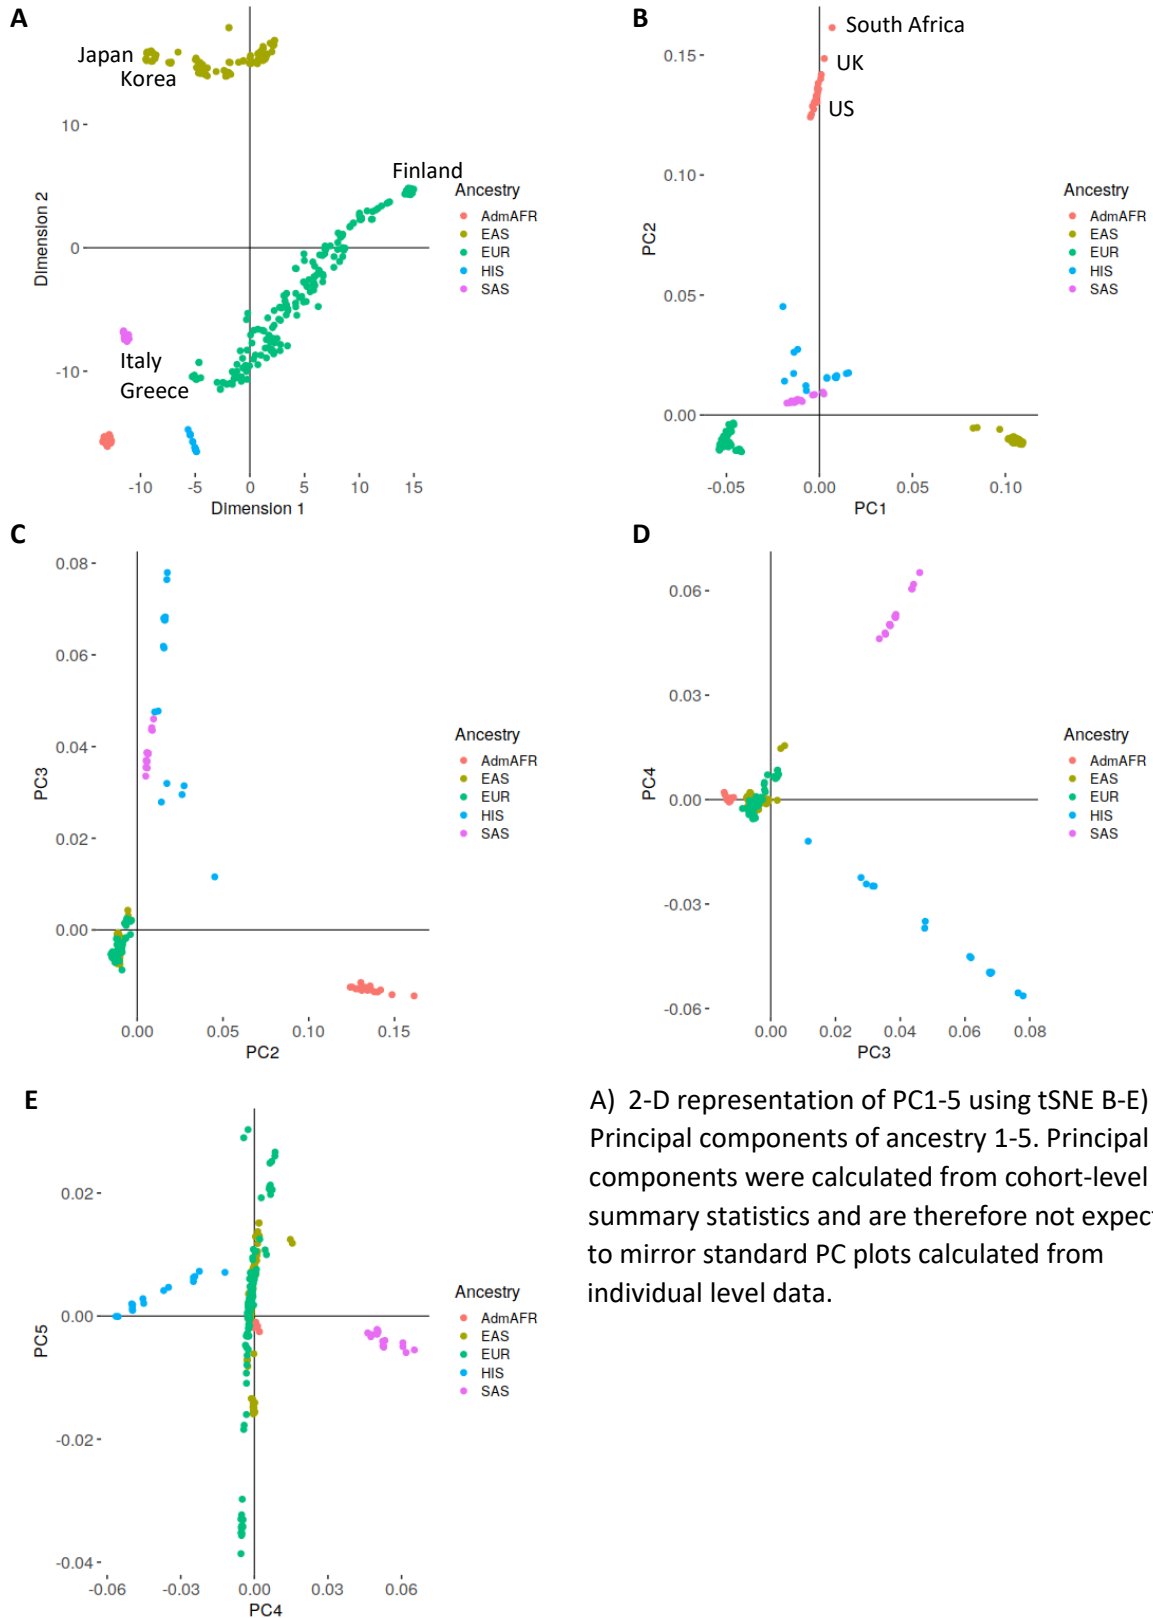 A
Japan
Korea
10
Finland
0
Dimension 2
Italy
Greece
-10
-10 -5 0 5 10 15
Dimension 1
Ancestry
AdmAFR
EAS
EUR
HIS
SAS
B
South Africa
0.15
UK
US
0.10
PC2
0.05
0.00
-0.05 0.00 0.05 0.10
PC1
Ancestry
AdmAFR
EAS
EUR
HIS
SAS
C
0.08
0.06
0.04
PC3
0.02
0.00
0.00 0.05 0.10 0.15
PC2
Ancestry
AdmAFR
EAS
EUR
HIS
SAS
D
0.06
0.03
PC4
0.00
-0.03
-0.06
0.00 0.02 0.04 0.06 0.08
PC3
Ancestry
AdmAFR
EAS
EUR
HIS
SAS
E
0.02
0.00
PC5
-0.02
-0.04
-0.06 -0.03 0.00 0.03 0.06
PC4
Ancestry
AdmAFR
EAS
EUR
HIS
SAS
A) 2-D representation of PC1-5 using tSNE B-E)
Principal components of ancestry 1-5. Principal
components were calculated from cohort-level
summary statistics and are therefore not expec
to mirror standard PC plots calculated from
individual level data.